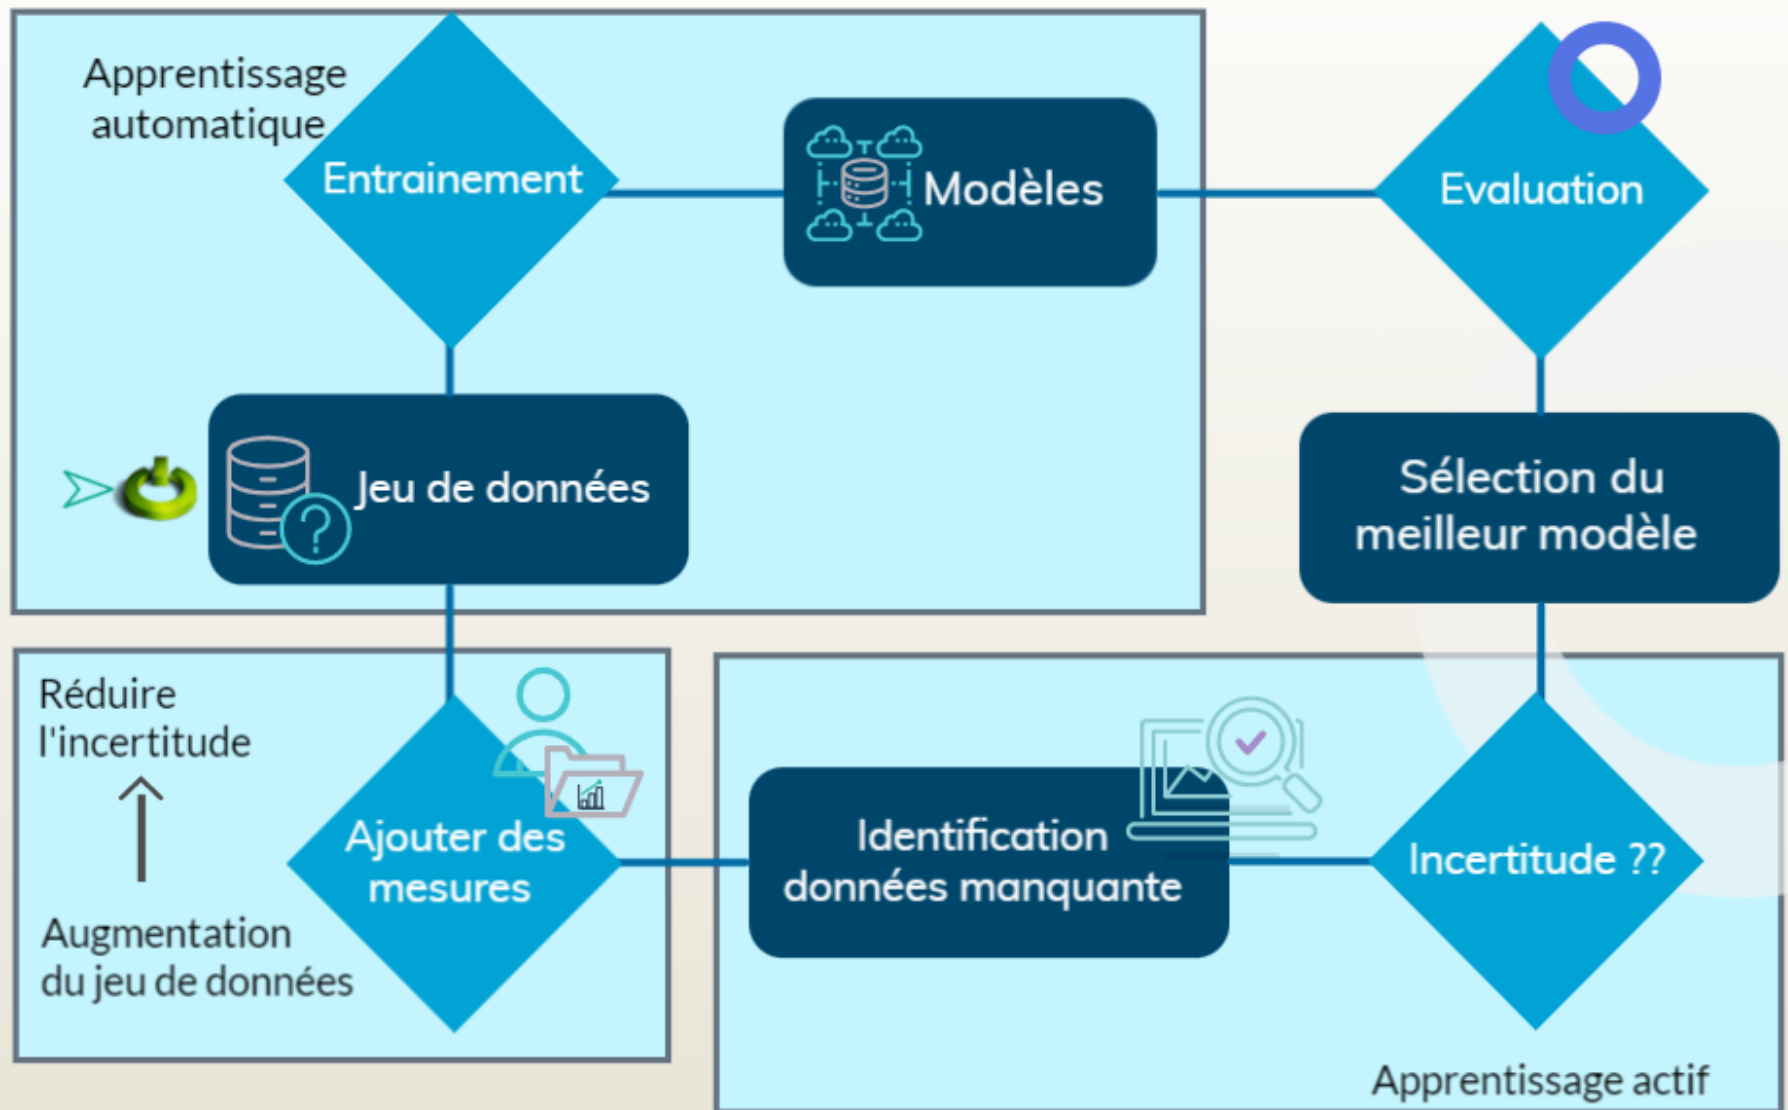 Apprentissage
automatique
Entrainement
Modèles
Evaluation
Jeu de données
?
Sélection du
meilleur modèle
Réduire
l'incertitude
Ajouter des
mesures
Augmentation
du jeu de données
Identification
données manquante
Incertitude ??
Apprentissage actif